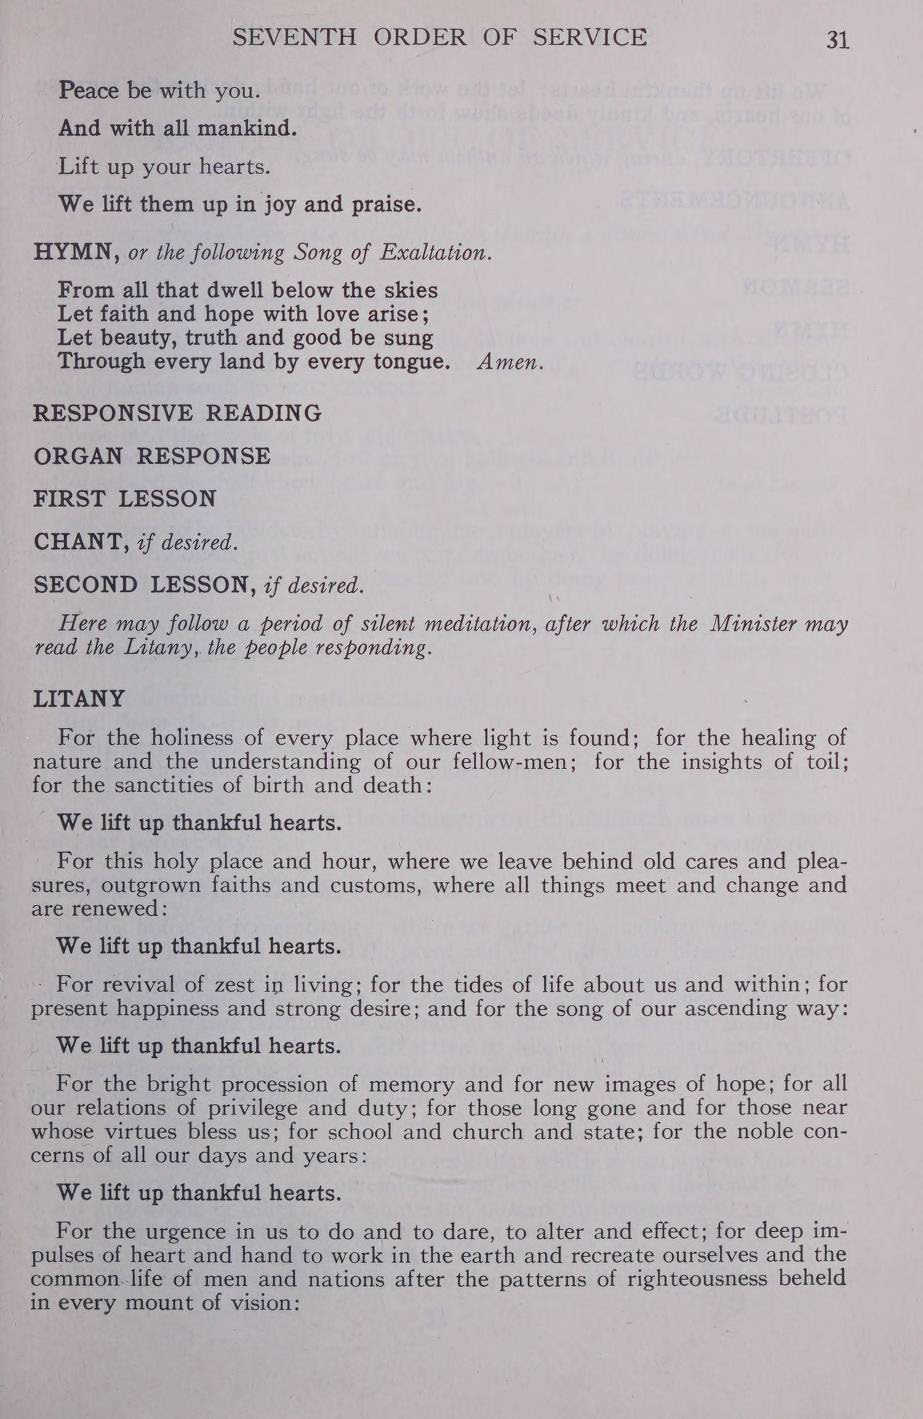 SEVENTH ORDER OF SERVICE 31
Peace be with you.
And with all mankind.
Lift up your hearts.
We lift them up in joy and praise.
HYMN, or the following Song of Exaltation.
From all that dwell below the skies
Let faith and hope with love arise;
Let beauty, truth and good be sung
Through every land by every tongue. Amen.
RESPONSIVE READING
ORGAN RESPONSE
FIRST LESSON
CHANT, if desired.
SECOND LESSON, if desired.
Here may follow a period of silent meditation, after which the Minister may
read the Litany, the people responding.
LITANY
For the holiness of every place where light is found; for the healing of
nature and the understanding of our fellow-men; for the insights of toil;
for the sanctities of birth and death:
We lift up thankful hearts.
For this holy place and hour, where we leave behind old cares and plea-
sures, outgrown faiths and customs, where all things meet and change and
are renewed:
We lift up thankful hearts.
For revival of zest in living; for the tides of life about us and within; for
present happiness and strong desire; and for the song of our ascending way:
We lift up thankful hearts.
For the bright procession of memory and for new images of hope; for all
our relations of privilege and duty; for those long gone and for those near
whose virtues bless us; for school and church and state; for the noble con-
cerns of all our days and years:
We lift up thankful hearts.
For the urgence in us to do and to dare, to alter and effect; for deep im-
pulses of heart and hand to work in the earth and recreate ourselves and the
common life of men and nations after the patterns of righteousness beheld
in every mount of vision: